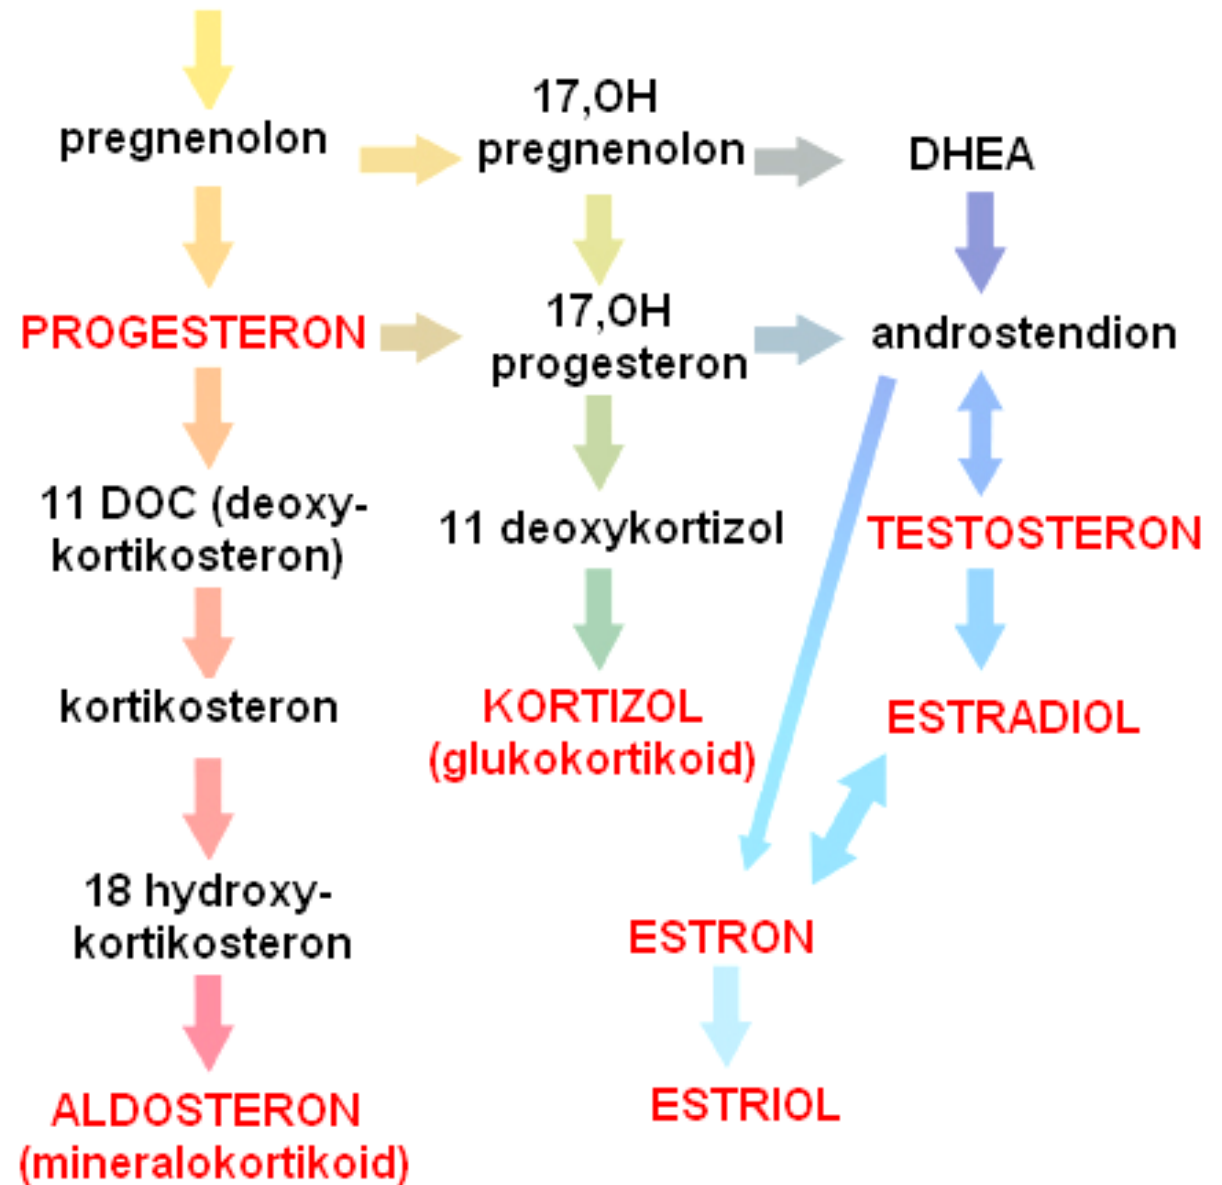 pregnenolon
17,OH
pregnenolon
DHEA
PROGESTERON
17,OH
progesteron
androstendion
11 DOC (deoxy-
kortikosteron)
11 deoxykortizol
TESTOSTERON
kortikosteron
KORTIZOL
(glukokortikoid)
ESTRADIOL
18 hydroxy-
kortikosteron
ESTRON
ALDOSTERON
(mineralokortikoid)
ESTRIOL